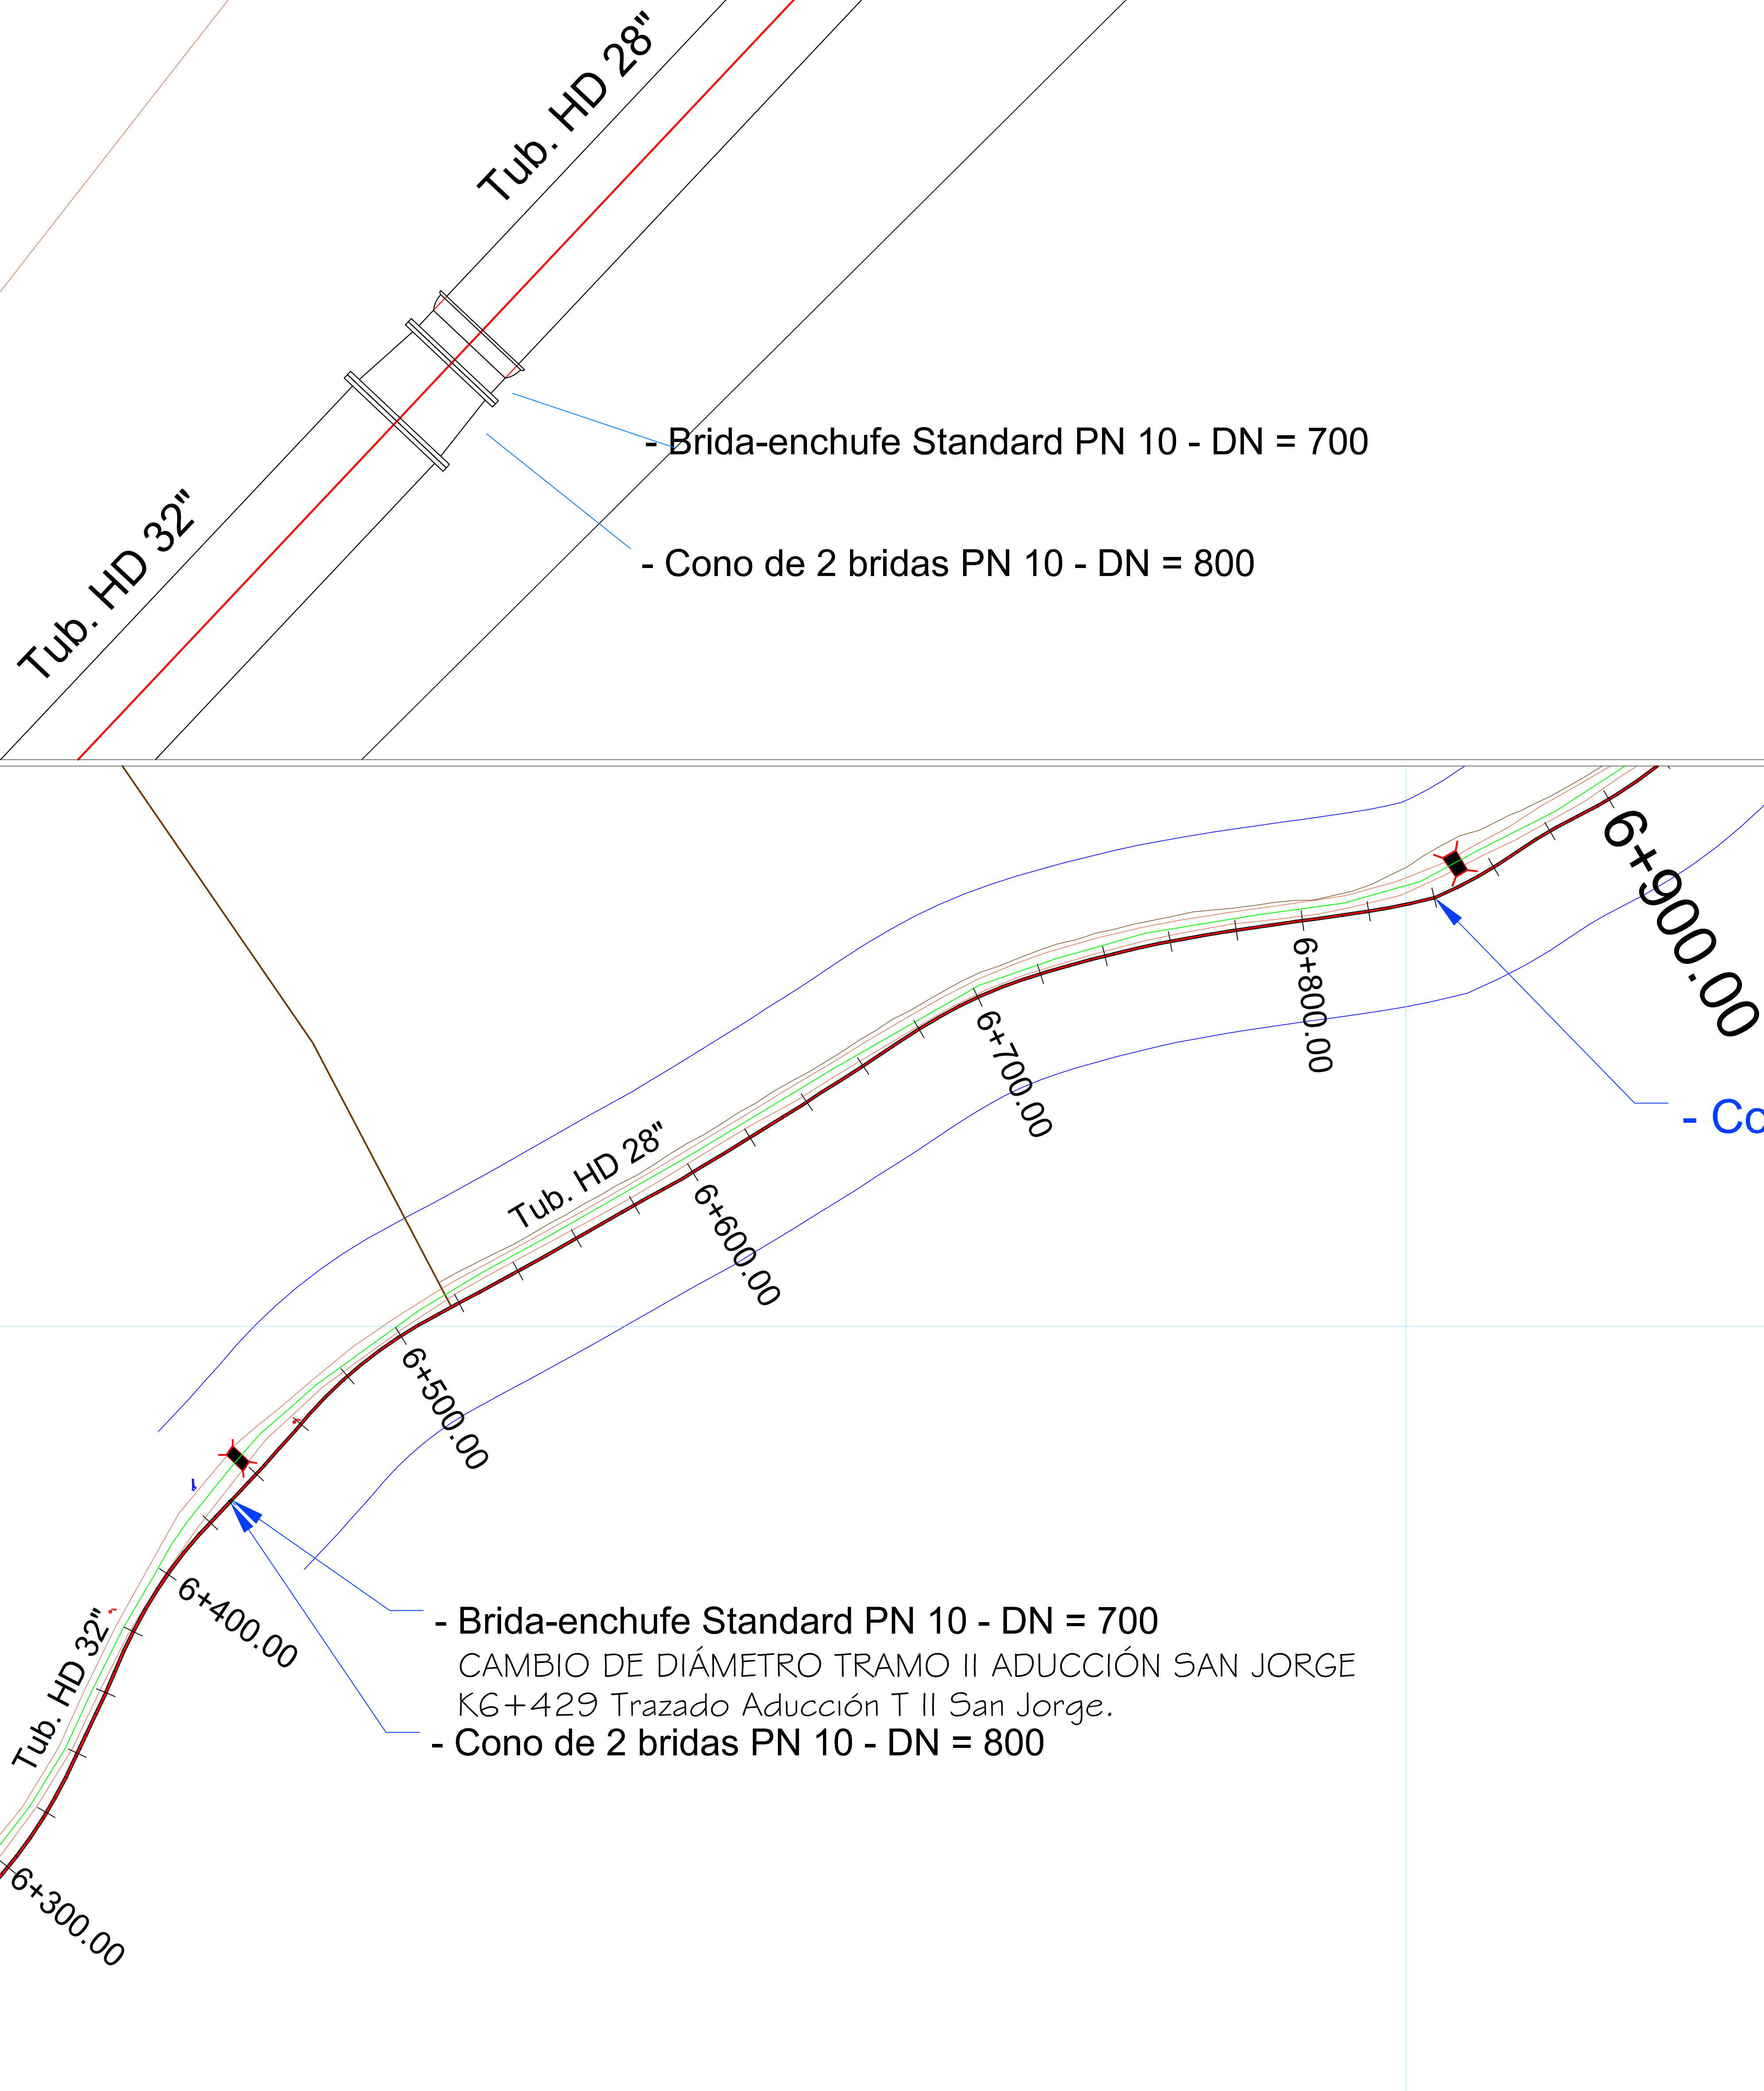 Tub. HD 28"
- Brida-enchufe Standard PN 10 - DN = 700
Tub. HD 32"
- Cono de 2 bridas PN 10 - DN = 800
6+900.00
6+800.00
6+700.00
- Co
Tub. HD 28"
6+600.00
6+500.00
6+400.00
Tub. HD 32"
- Brida-enchufe Standard PN 10 - DN = 700
CAMBIO DE DIÁMETRO TRAMO II ADUCCIÓN SAN JORGE
K6+429 Trazado Aducción T II San Jorge.
- Cono de 2 bridas PN 10 - DN = 800
6+300.00